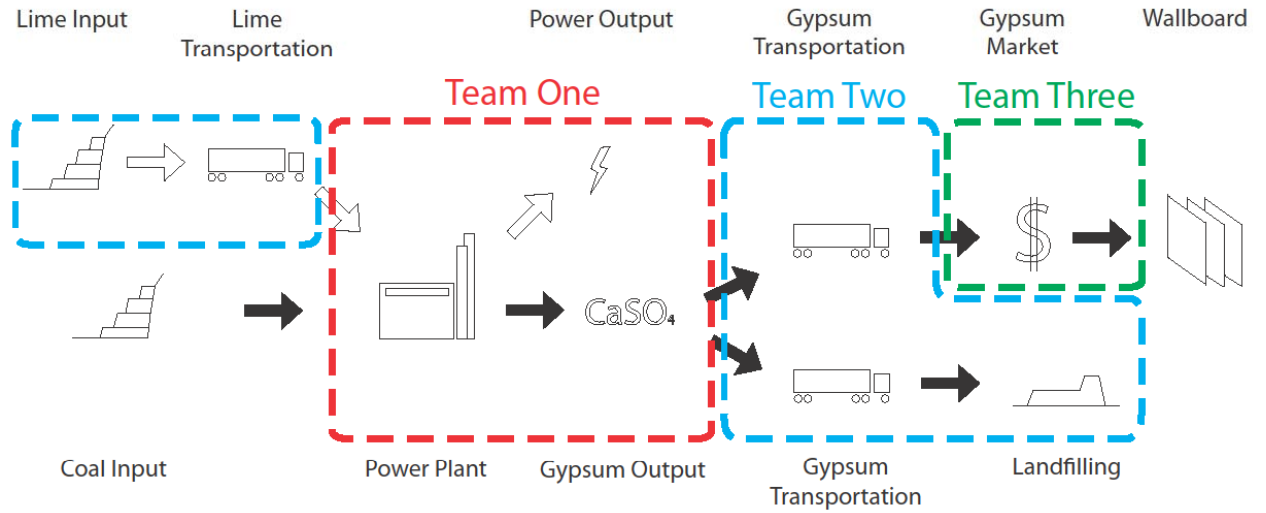 Lime Input
Lime
Transportation
Power Output
Gypsum
Transportation
Gypsum
Market
Wallboard
Team One
Team Two
Team Three
$
CaSO₄
Coal Input
Power Plant
Gypsum Output
Gypsum
Transportation
Landfilling